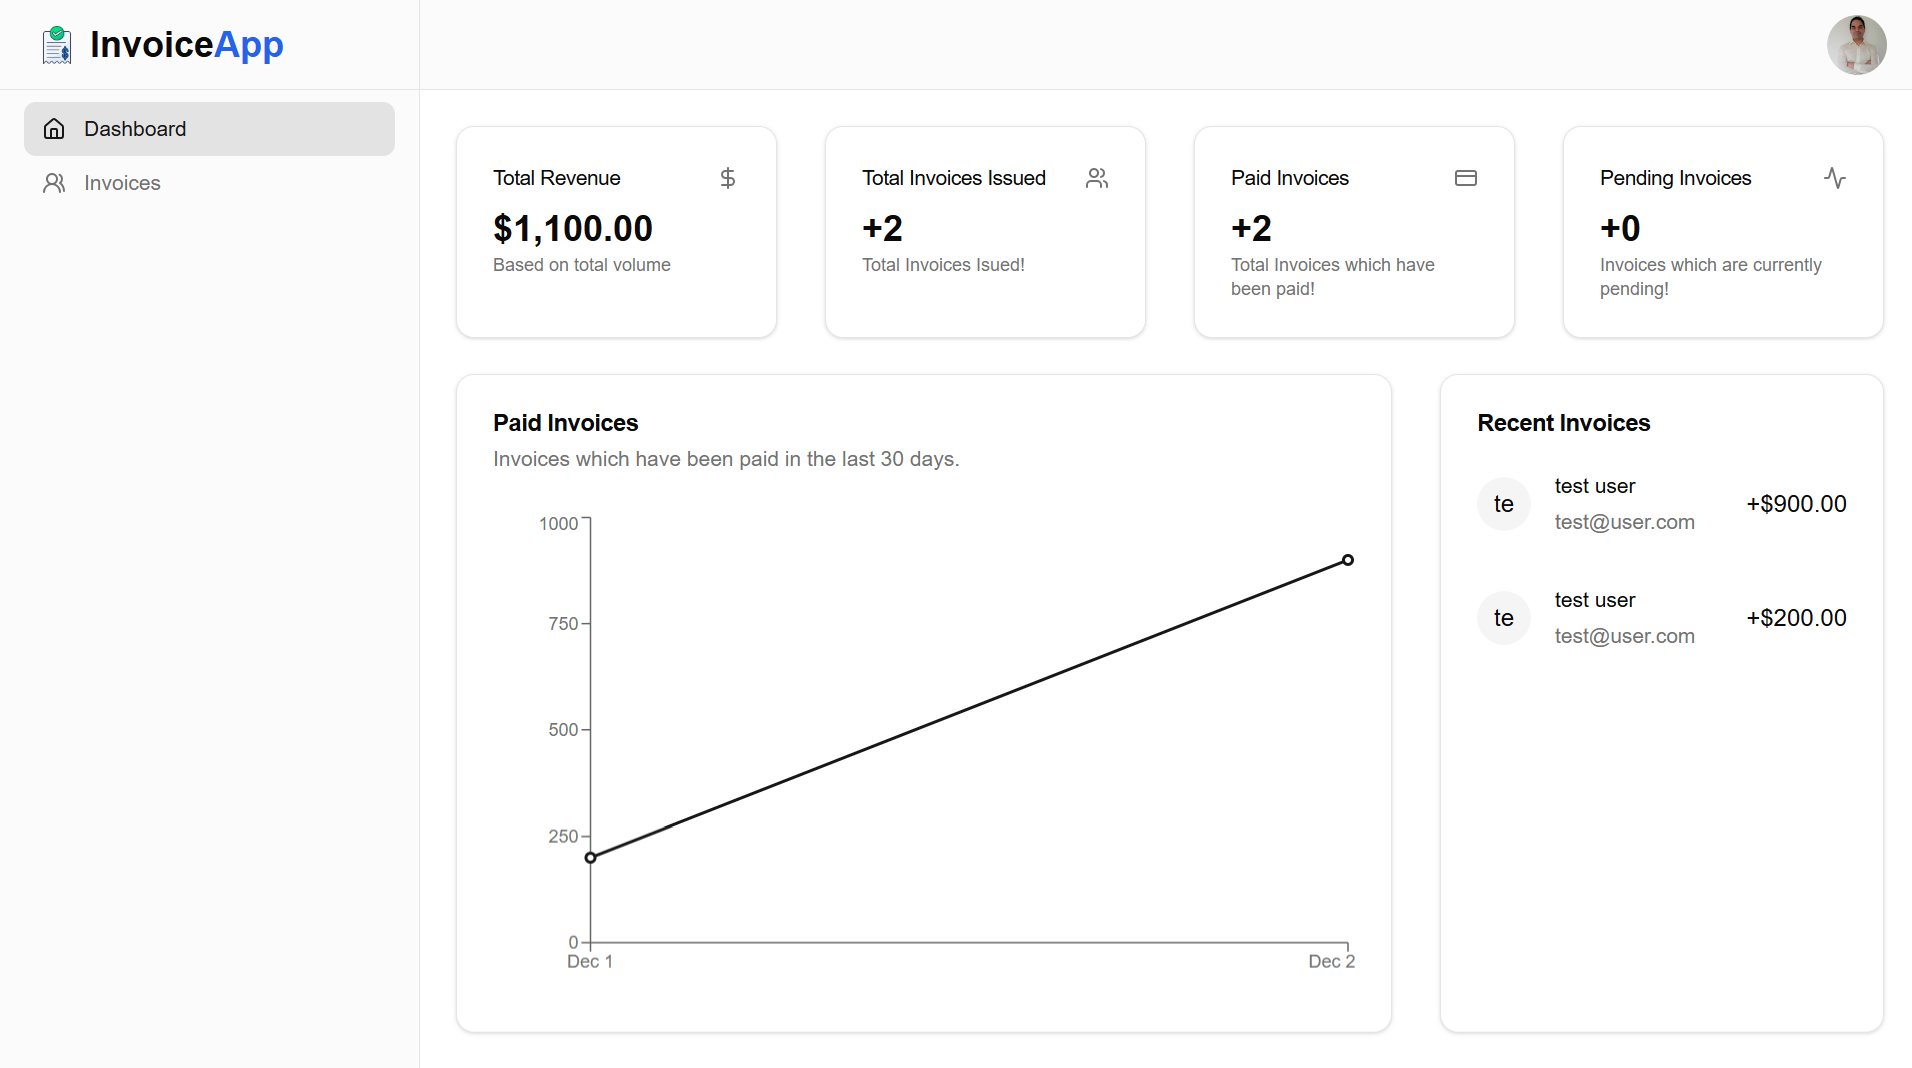 InvoiceApp
Dashboard
Invoices
Total Revenue
$1,100.00
Based on total volume
Total Invoices Issued
+2
Total Invoices Isued!
Paid Invoices
+2
Total Invoices which have
been paid!
Pending Invoices
+0
Invoices which are currently
pending!
Paid Invoices
Invoices which have been paid in the last 30 days.
1000
750
500
250
0
Dec 1
Dec 2
Recent Invoices
te
test user
test@user.com
+$900.00
te
test user
test@user.com
+$200.00